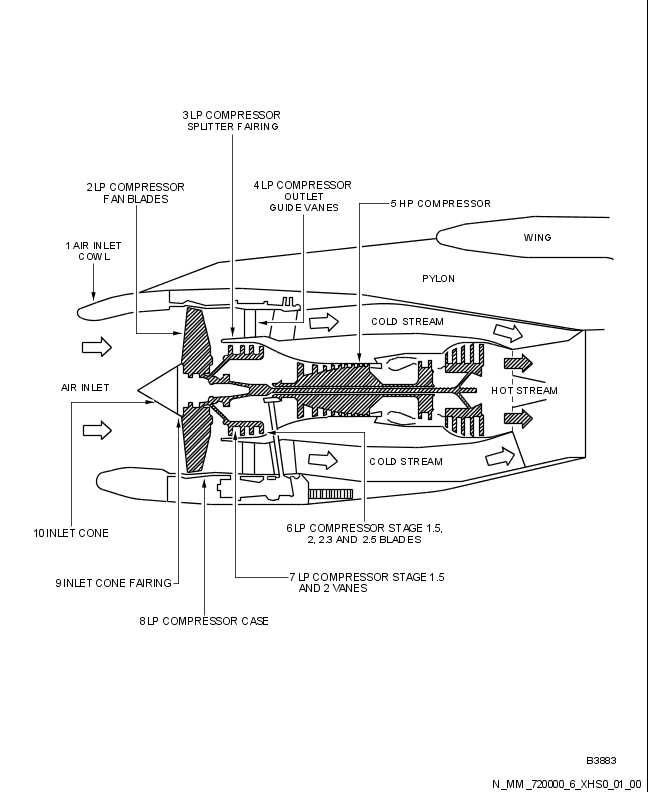 3 LP COMPRESSOR
SPLITTER FAIRING
2 LP COMPRESSOR
FAN BLADES
4 LP COMPRESSOR
OUTLET
GUIDE VANES
5 HP COMPRESSOR
1 AIR INLET
COWL
WING
PYLON
COLD STREAM
AIR INLET
HOT STREAM
COLD STREAM
10 INLET CONE
6 LP COMPRESSOR STAGE 1.5,
2, 2.3 AND 2.5 BLADES
9 INLET CONE FAIRING
7 LP COMPRESSOR STAGE 1.5
AND 2 VANES
8 LP COMPRESSOR CASE
B3883
N_MM_720000_6_XHS0_01_00